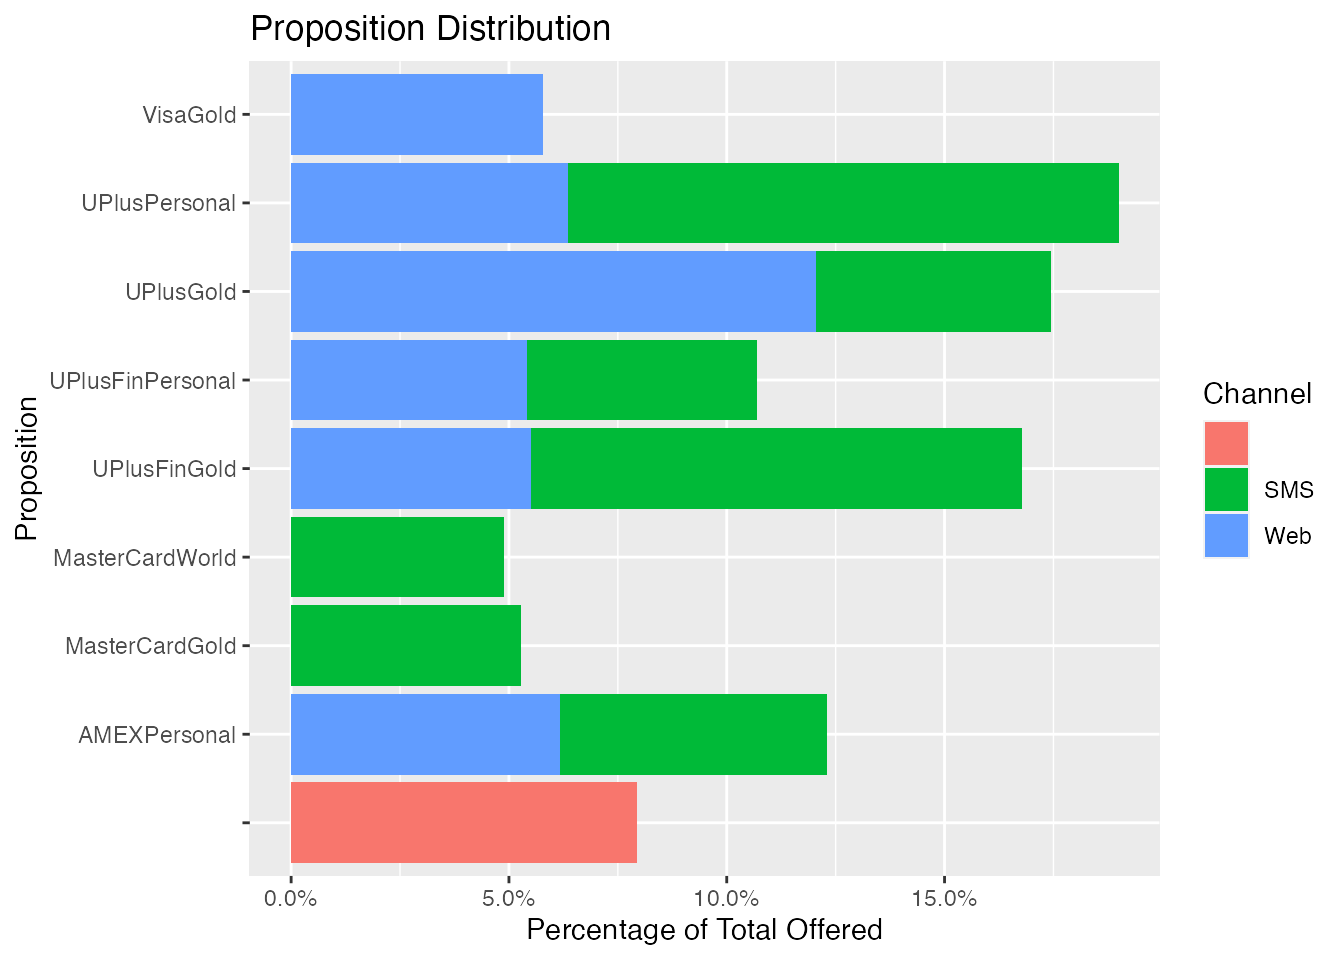 Proposition Distribution
VisaGold
UPlusPersonal
UPlusGold
UPlusFinPersonal
UPlusFinGold
MasterCardWorld
MasterCardGold
AMEXPersonal
Proposition
0.0%
5.0%
10.0%
15.0%
Percentage of Total Offered
Channel
SMS
Web